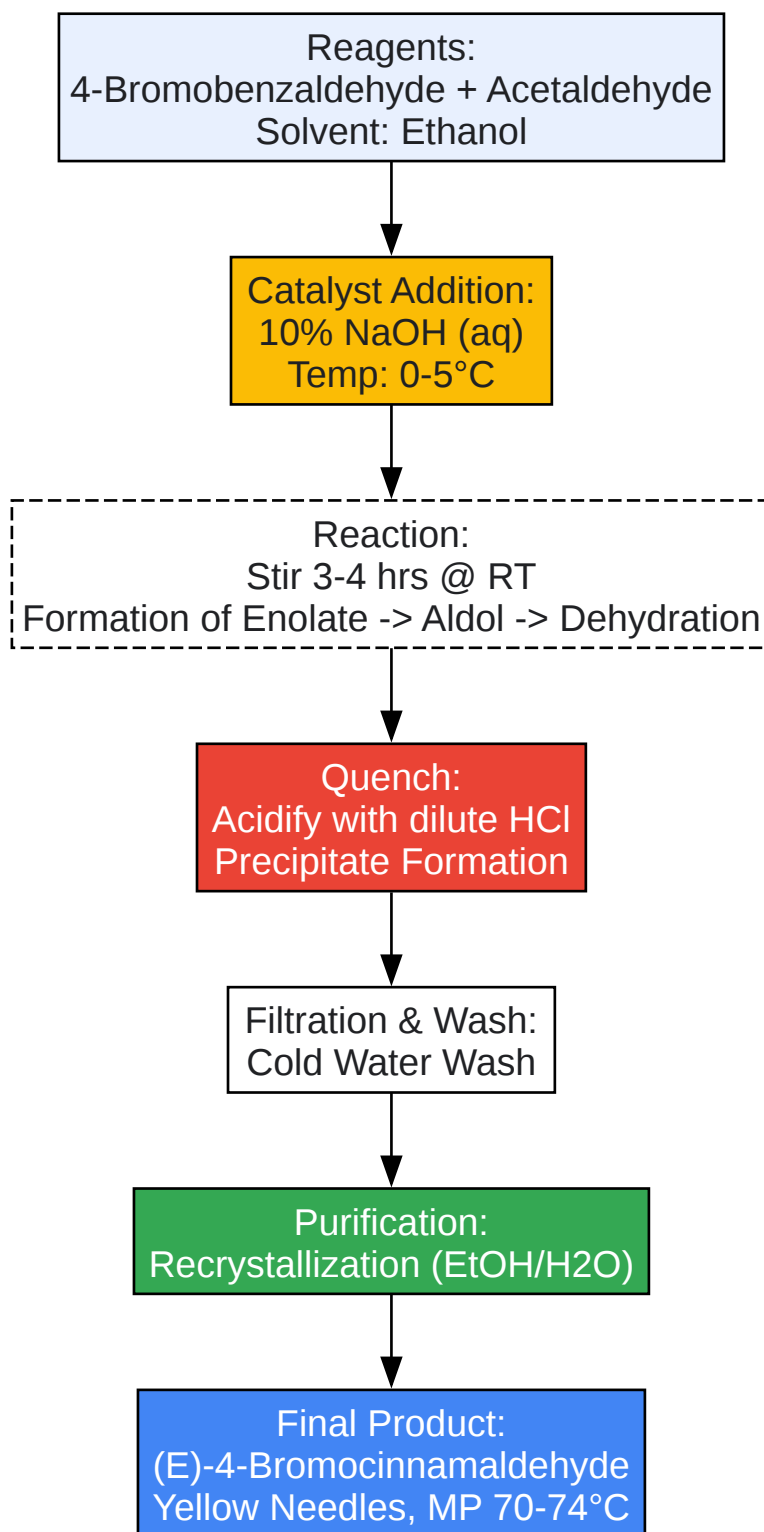 Reagents:
4-Bromobenzaldehyde + Acetaldehyde
Solvent: Ethanol
Catalyst Addition:
10% NaOH (aq)
Temp: 0-5°C
Reaction:
Stir 3-4 hrs @ RT
Formation of Enolate -> Aldol -> Dehydration
Quench:
Acidify with dilute HCl
Precipitate Formation
Filtration & Wash:
Cold Water Wash
Purification:
Recrystallization (EtOH/H2O)
Final Product:
(E)-4-Bromocinnamaldehyde
Yellow Needles, MP 70-74°C